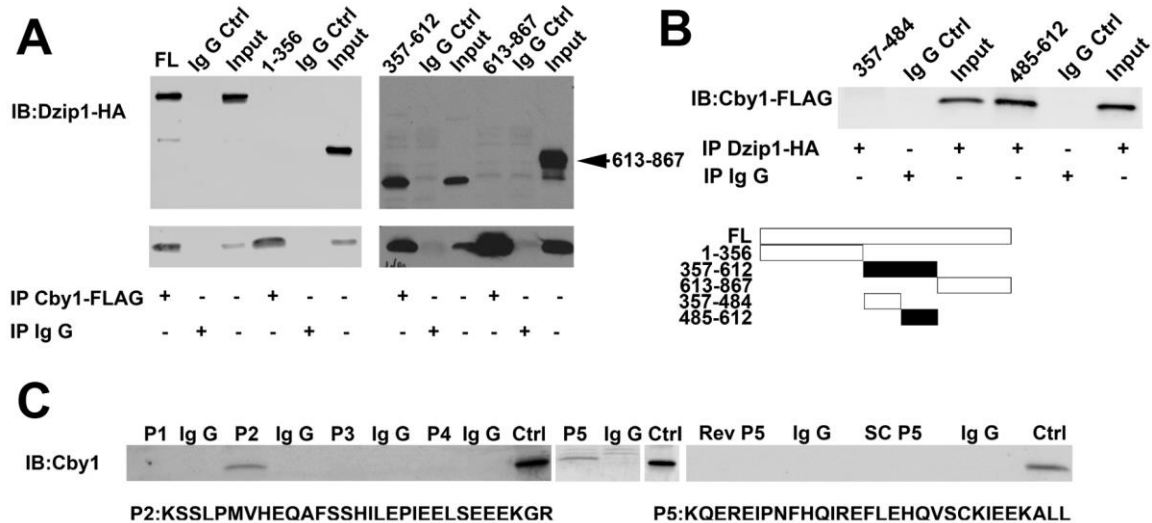 A
FL Ig G Ctrl Input 1-356 Ig G Ctrl Input 357-612 Ig G Ctrl Input 613-867 Ig G Ctrl Input
IB:Dzip1-HA
613-867
IP Cby1-FLAG + - - + - - + - - + - -
IP Ig G - + - - + - - + - - + -
B
357-484 Ig G Ctrl Input 485-612 Ig G Ctrl Input
IB:Cby1-FLAG
IP Dzip1-HA + - + + - +
IP Ig G - + - - + -
FL
1-356
357-612
613-867
357-484
485-612
C
P1 Ig G P2 Ig G P3 Ig G P4 Ig G Ctrl P5 Ig G Ctrl Rev P5 Ig G SC P5 Ig G Ctrl
IB:Cby1
P2:KSSLPMVHEQAFSSHILEPIEELSEEEKGR
P5:KQEREIPNFHQIREFLEHQVSCKIEEKALL